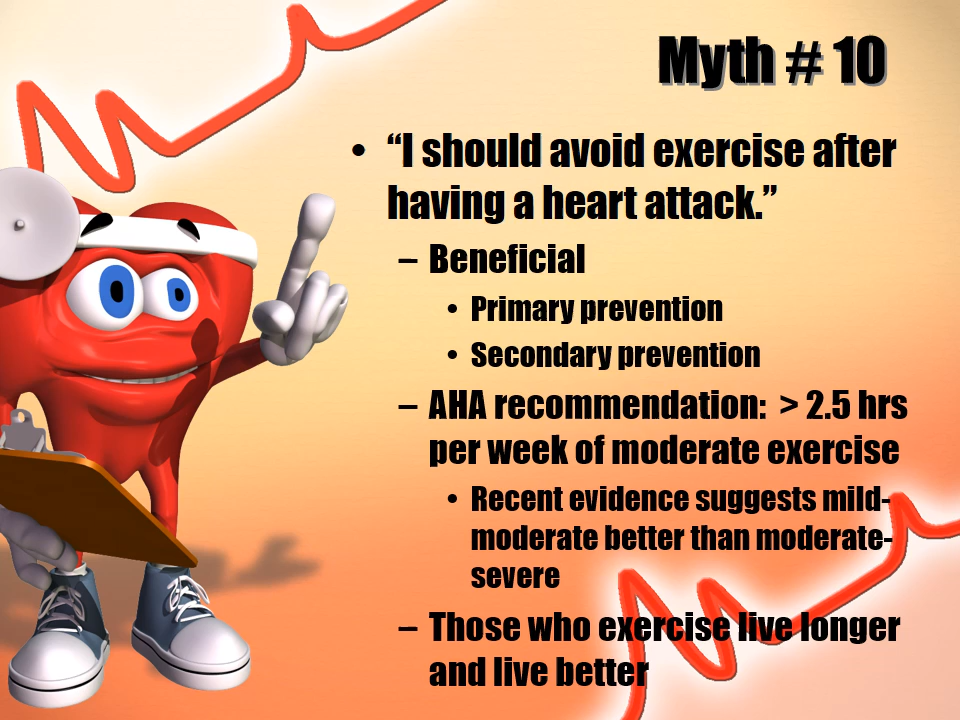 Myth # 10
• “I should avoid exercise after
having a heart attack.”
– Beneficial
• Primary prevention
• Secondary prevention
– AHA recommendation: > 2.5 hrs
per week of moderate exercise
• Recent evidence suggests mild-
moderate better than moderate-
severe
– Those who exercise live longer
and live better